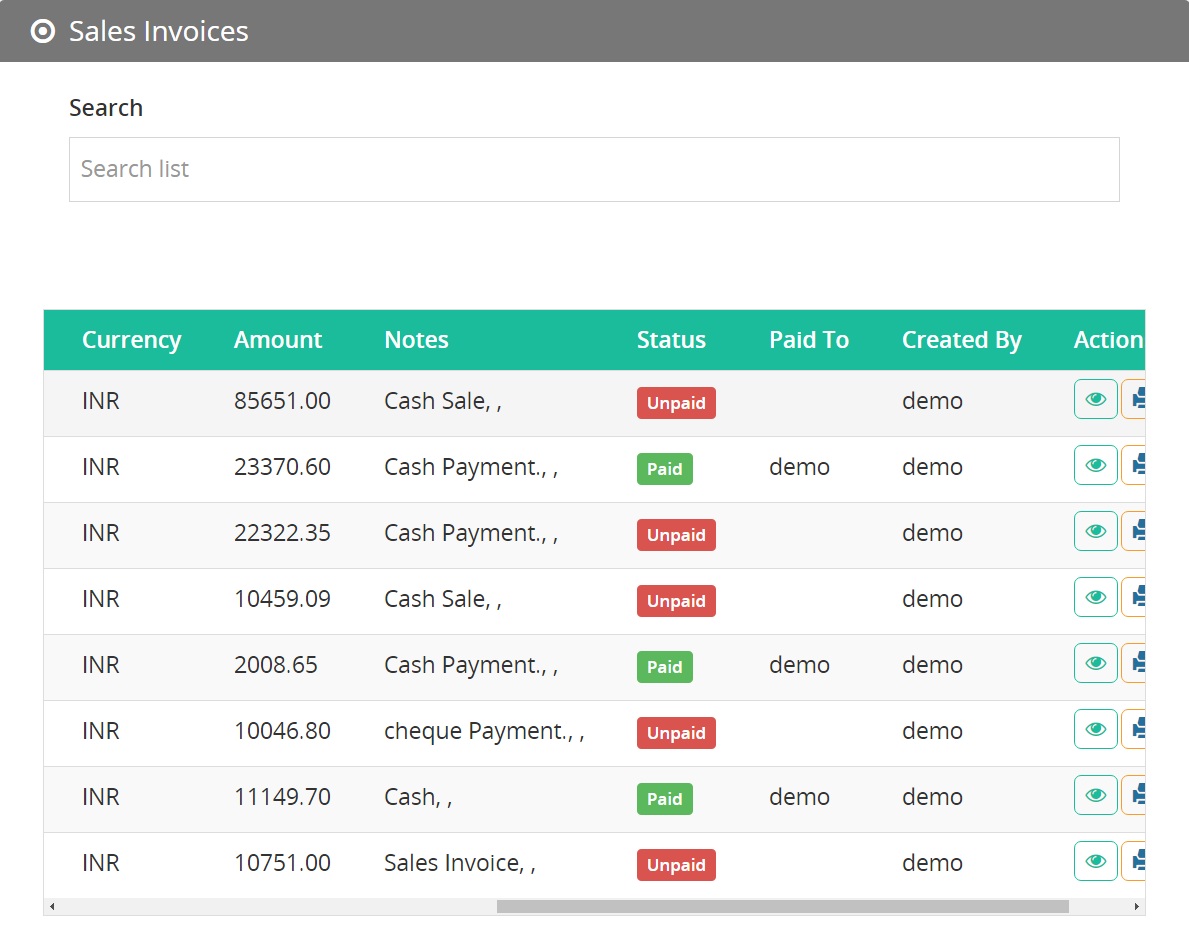 Sales Invoices
Search
Search list
Currency Amount Notes Status Paid To Created By Action
INR 85651.00 Cash Sale, , Unpaid demo
INR 23370.60 Cash Payment., , Paid demo demo
INR 22322.35 Cash Payment., , Unpaid demo
INR 10459.09 Cash Sale, , Unpaid demo
INR 2008.65 Cash Payment., , Paid demo demo
INR 10046.80 cheque Payment., , Unpaid demo
INR 11149.70 Cash, , Paid demo demo
INR 10751.00 Sales Invoice, , Unpaid demo